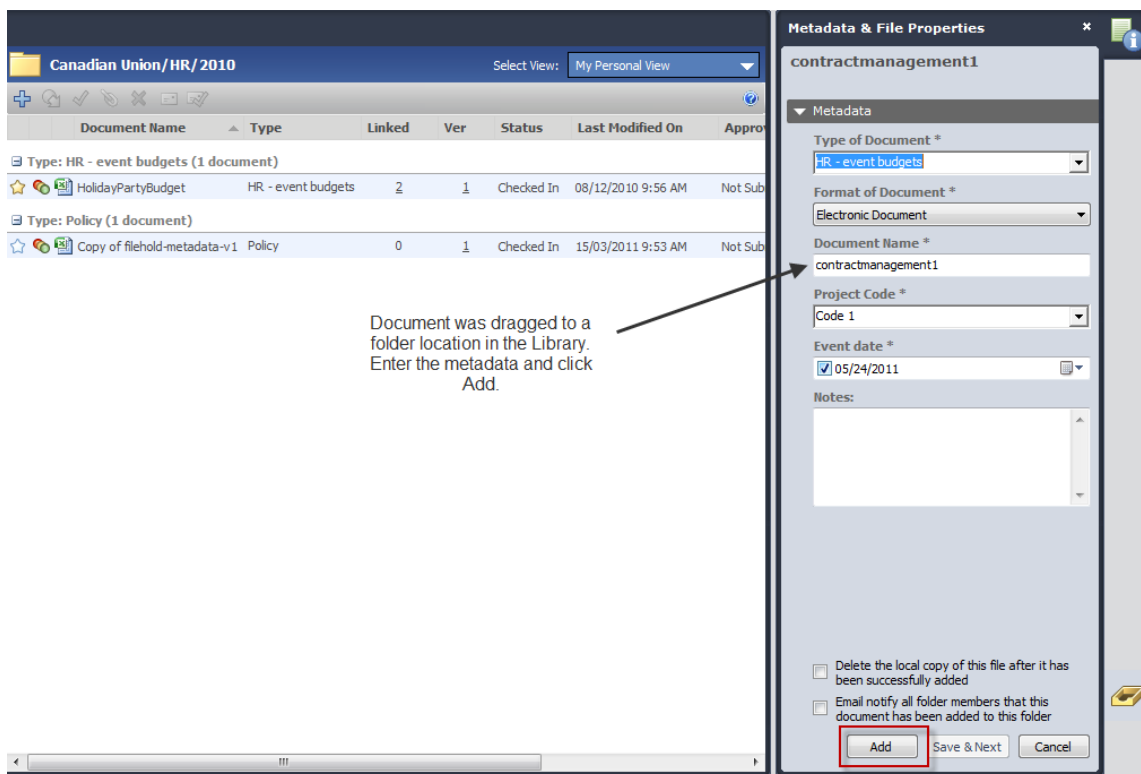 Canadian Union/HR/2010
Select View: My Personal View
Document Name Type Linked Ver Status Last Modified On Approv
Type: HR - event budgets (1 document)
HolidayPartyBudget HR - event budgets 2 1 Checked In 08/12/2010 9:56 AM Not Sub
Type: Policy (1 document)
Copy of filehold-metadata-v1 Policy 0 1 Checked In 15/03/2011 9:53 AM Not Sub
Document was dragged to a
folder location in the Library.
Enter the metadata and click
Add.
Metadata & File Properties
contractmanagement1
Metadata
Type of Document *
HR - event budgets
Format of Document *
Electronic Document
Document Name *
contractmanagement1
Project Code *
Code 1
Event date *
05/24/2011
Notes:
Delete the local copy of this file after it has
been successfully added
Email notify all folder members that this
document has been added to this folder
Add Save & Next Cancel